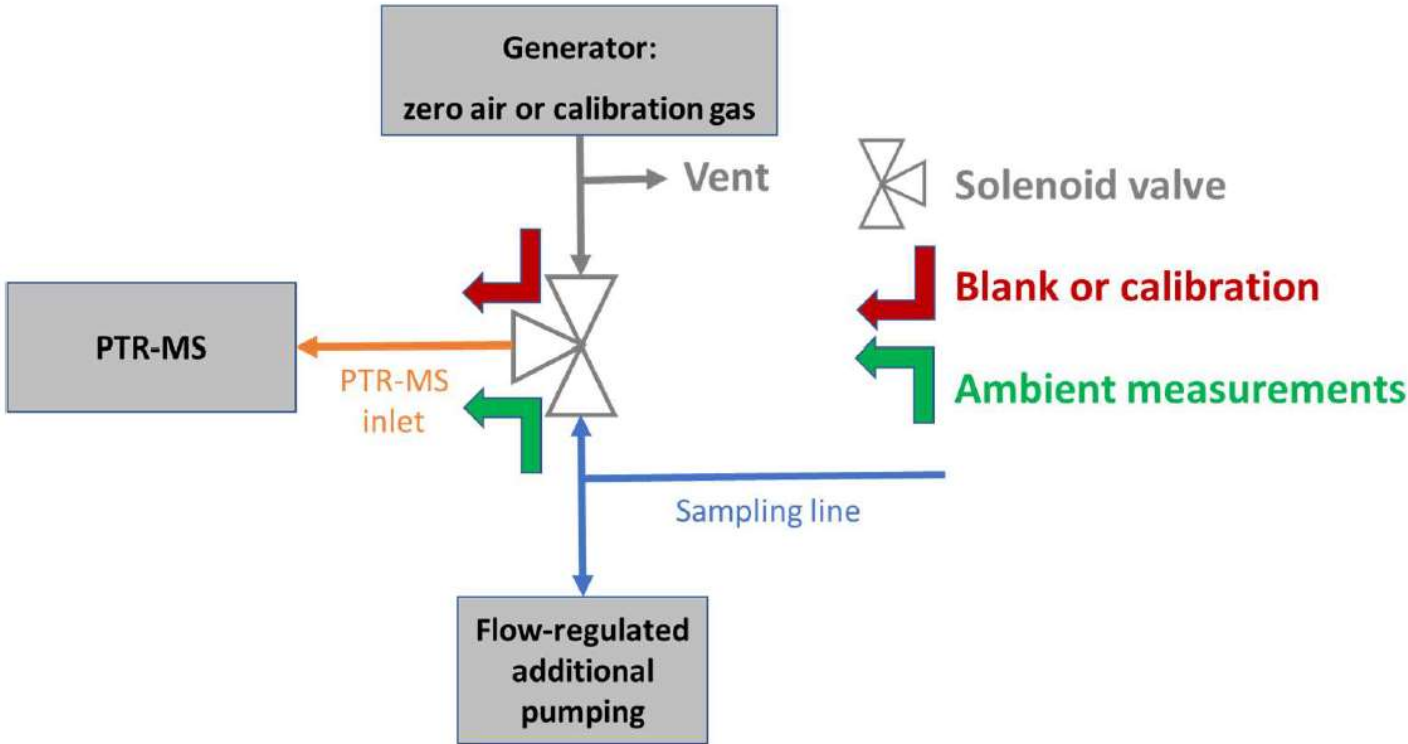 Generator:
zero air or calibration gas
Vent
Solenoid valve
Blank or calibration
PTR-MS
PTR-MS
inlet
Ambient measurements
Sampling line
Flow-regulated
additional
pumping